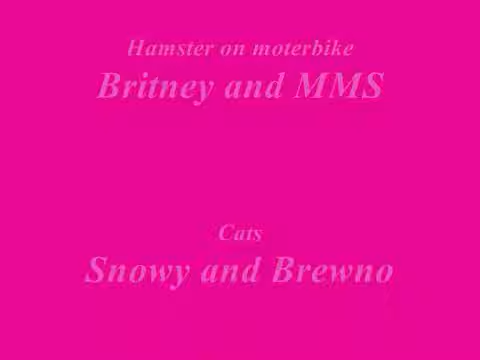 Hamster on moterbike
Britney and MMS
Cats
Snowy and Brewno